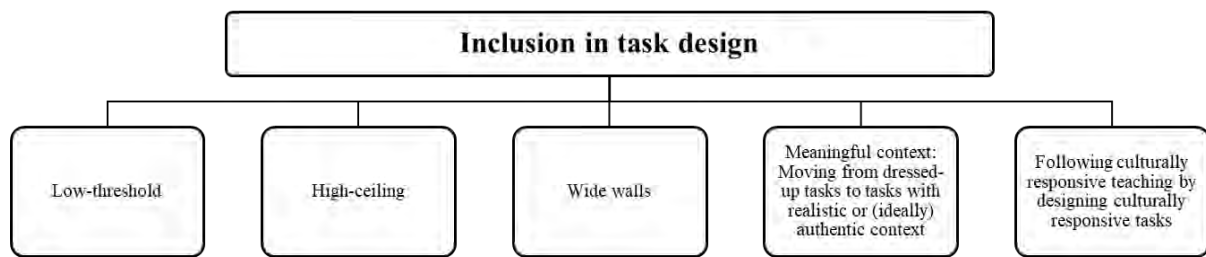 Inclusion in task design
Low-threshold
High-ceiling
Wide walls
Meaningful context:
Moving from dressed-
up tasks to tasks with
realistic or (ideally)
authentic context
Following culturally
responsive teaching by
designing culturally
responsive tasks